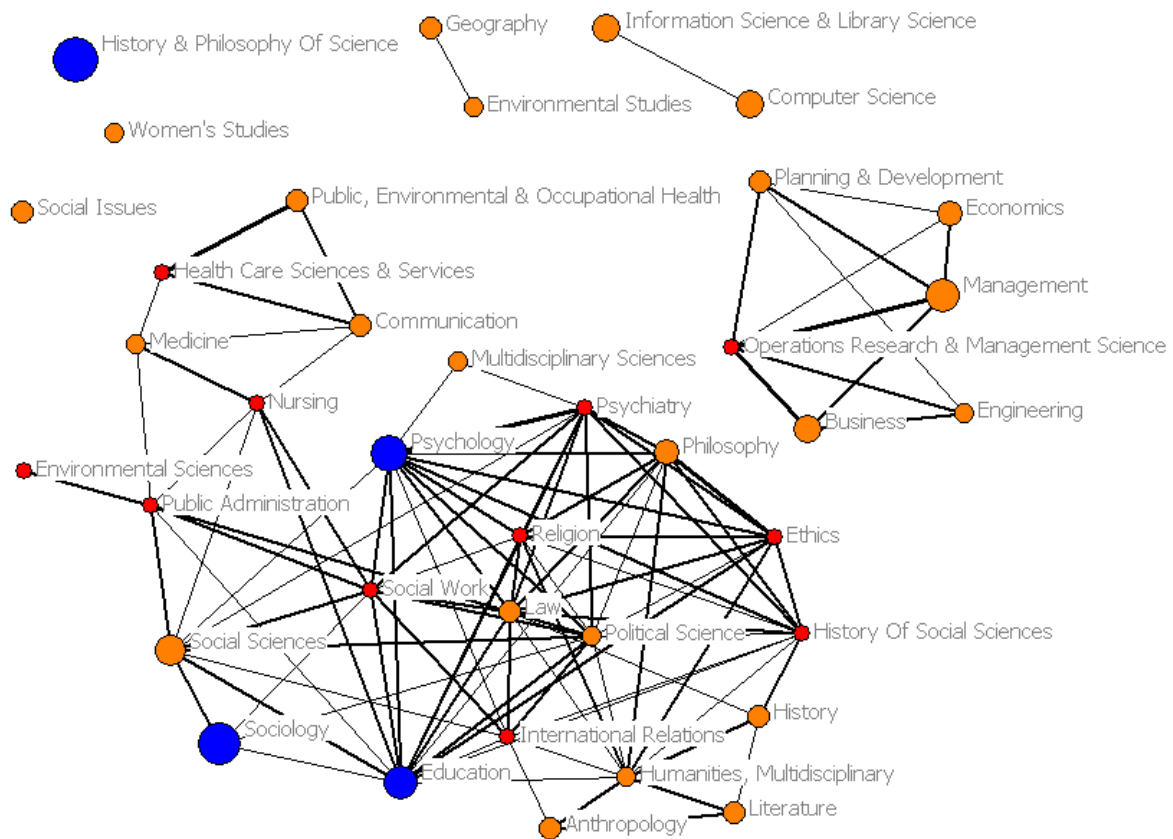 Geography
Information Science & Library Science
History & Philosophy Of Science
Environmental Studies
Computer Science
Women's Studies
Planning & Development
Public, Environmental & Occupational Health
Social Issues
Economics
Health Care Sciences & Services
Management
Communication
Medicine
Operations Research & Management Science
Multidisciplinary Sciences
Nursing
Psychiatry
Engineering
Business
Psychology
Philosophy
Environmental Sciences
Public Administration
Religion
Ethics
Social Work
Law
Social Sciences
Political Science
History Of Social Sciences
History
Sociology
International Relations
Education
Humanities, Multidisciplinary
Literature
Anthropology